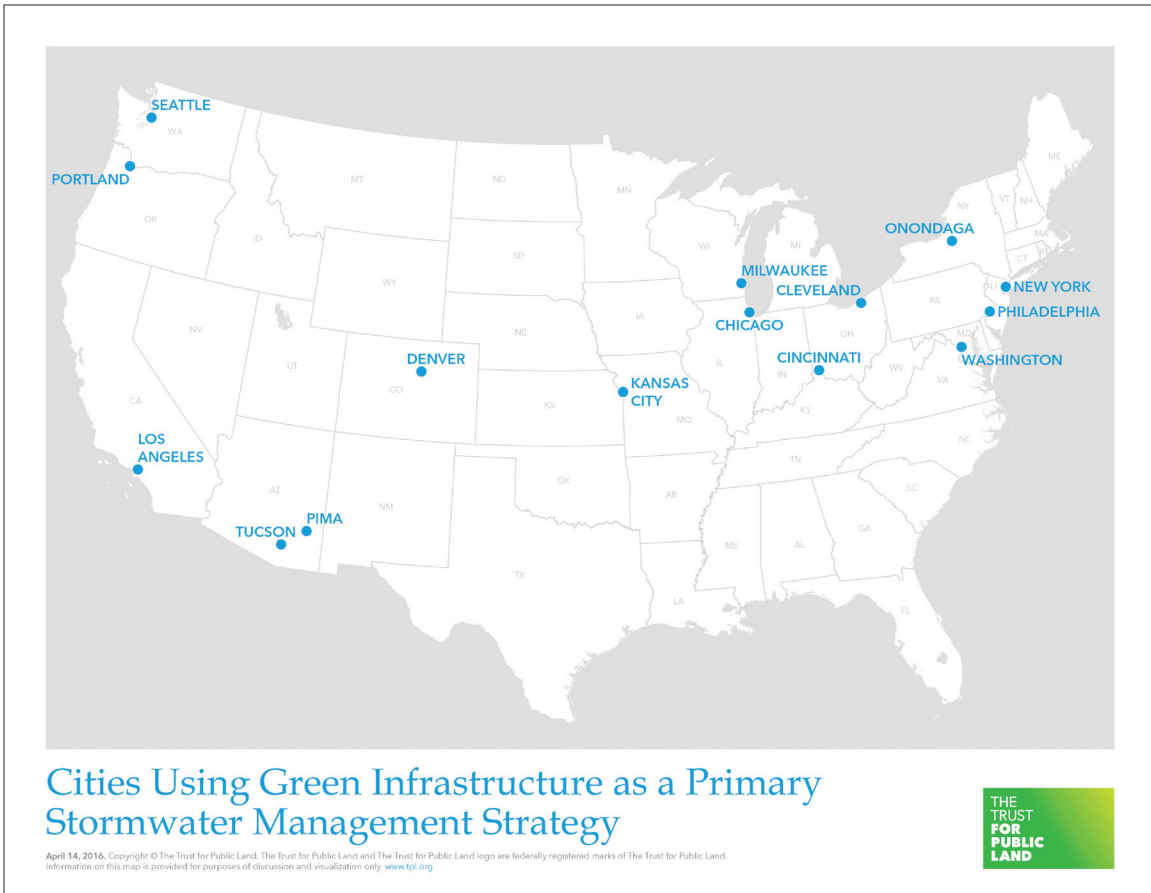 SEATTLE
WA
PORTLAND
OR
MT
ID
ND
MN
SD
WY
WI
MI
ME
VT
NH
NY
MA
CT
ONONDAGA
MILWAUKEE
CLEVELAND
CHICAGO
NEW YORK
NJ
PA
PHILADELPHIA
NV
UT
NE
IA
OH
MD
WASHINGTON
DENVER
CO
CINCINNATI
IL
IN
WV
VA
KANSAS
CITY
KS
MO
KY
CA
LOS
ANGELES
AZ
NM
OK
AR
TN
NC
SC
PIMA
TUCSON
TX
LA
MS
AL
GA
FL
Cities Using Green Infrastructure as a Primary
Stormwater Management Strategy
April 14, 2016. Copyright © The Trust for Public Land. The Trust for Public Land and The Trust for Public Land logo are federally registered marks of The Trust for Public Land.
Information on this map is provided for purposes of discussion and visualization only. www.tpl.org
THE
TRUST
FOR
PUBLIC
LAND